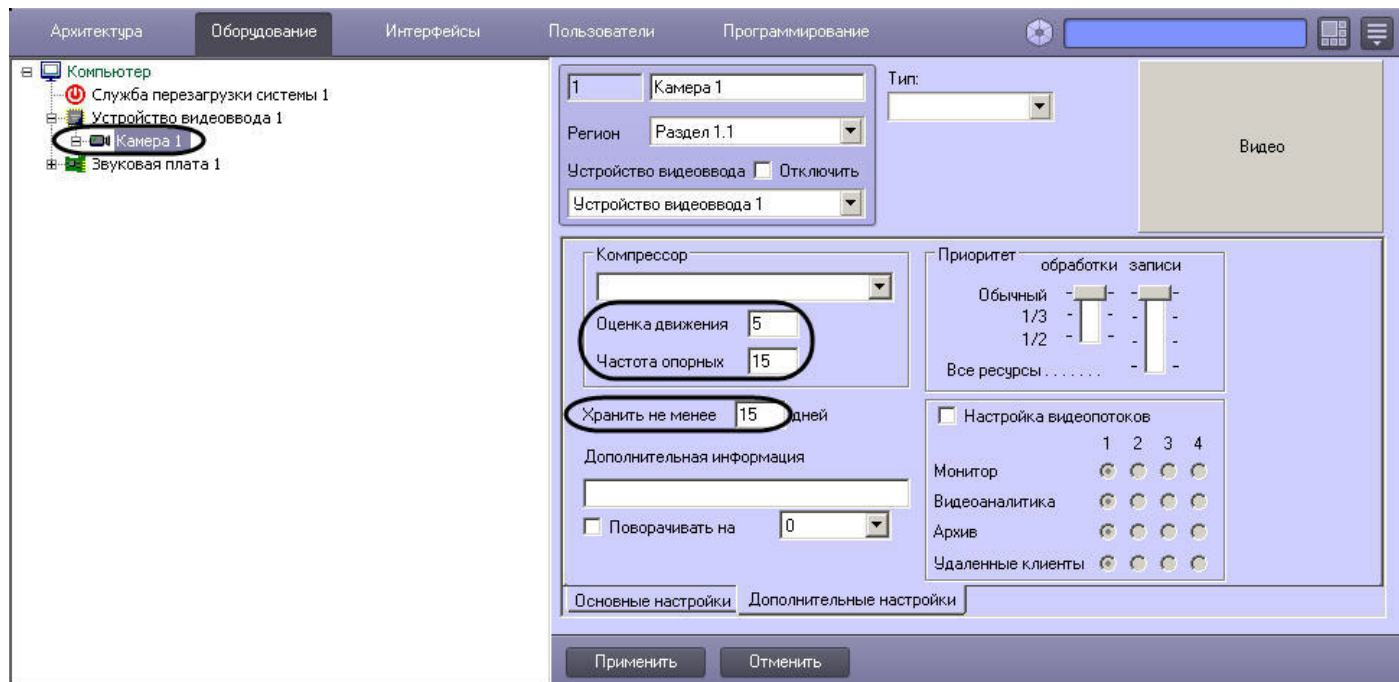 Архитектура Оборудование Интерфейсы Пользователи Программирование
Компьютер
Служба перезагрузки системы 1
Устройство видеоввода 1
Камера 1
Звуковая плата 1
1 Камера 1
Тип:
Регион Раздел 1.1
Устройство видеоввода Отключить
Устройство видеоввода 1
Видео
Компрессор
Оценка движения 5
Частота опорных 15
Хранить не менее 15 дней
Дополнительная информация
Поворачивать на 0
Приоритет
обработки записи
Обычный
1/3
1/2
Все ресурсы . . . . . . .
Настройка видеопотоков
1 2 3 4
Монитор
Видеоаналитика
Архив
Удаленные клиенты
Основные настройки Дополнительные настройки
Применить Отменить